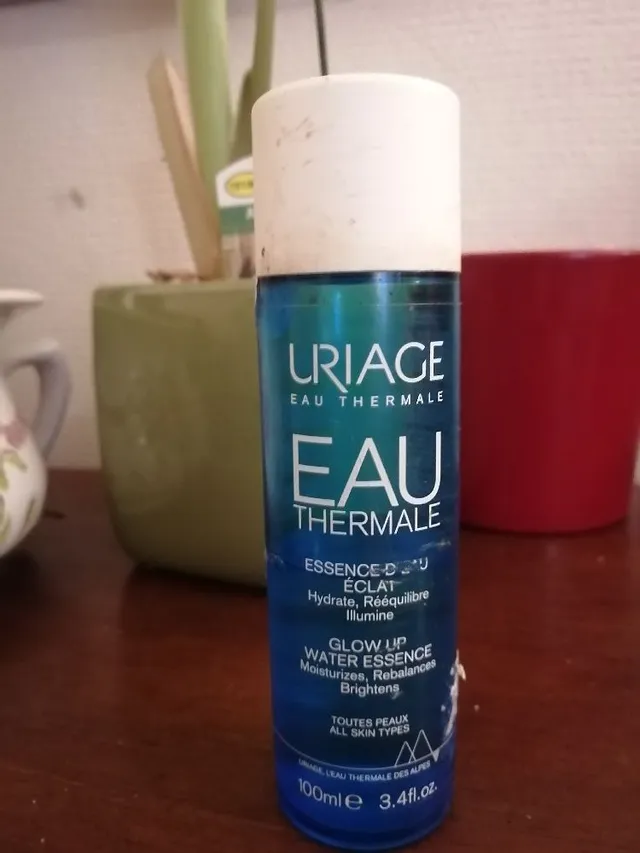 URIAGE
EAU THERMALE
EAU
THERMALE
ESSENCE D'EAU
ÉCLAT
Hydrate, Rééquilibre
Illumine
GLOW UP
WATER ESSENCE
Moisturizes, Rebalances
Brightens
TOUTES PEAUX
ALL SKIN TYPES
URIAGE, L'EAU THERMALE DES ALPES
100ml e 3.4fl.oz.